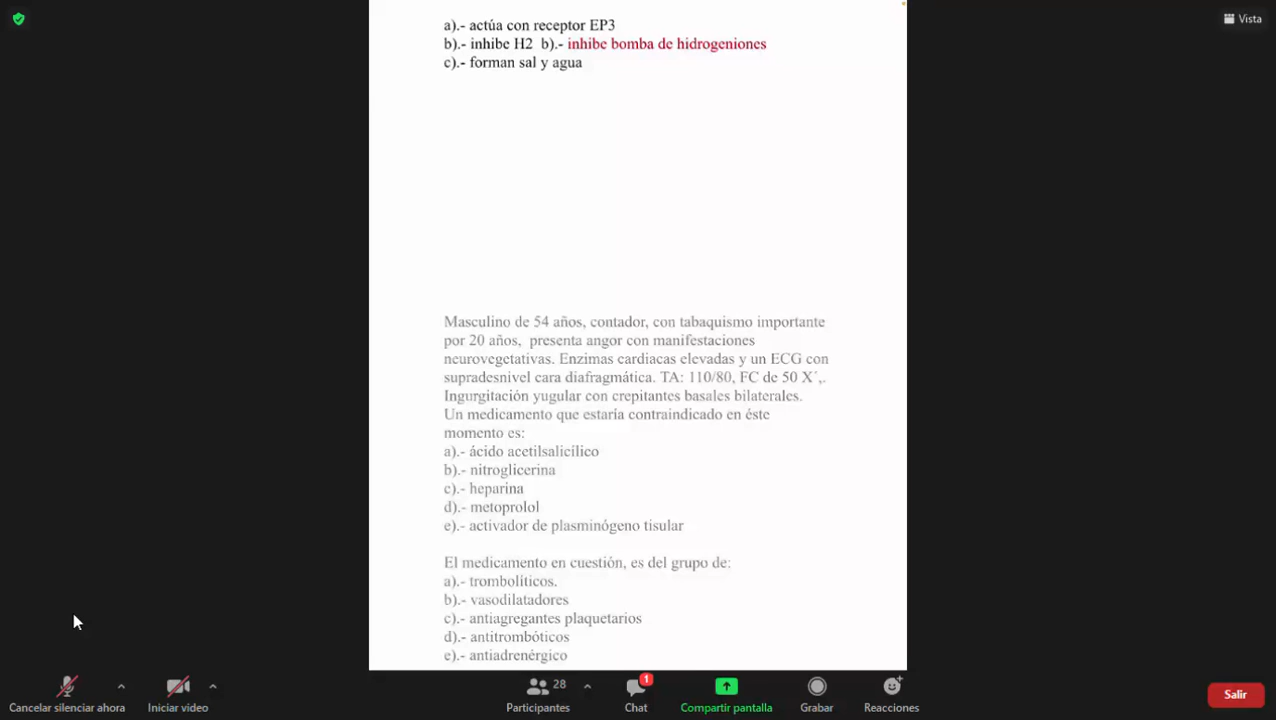 Vista
a).- actúa con receptor EP3
b).- inhibe H2 b).- inhibe bomba de hidrogeniones
c).- forman sal y agua
Masculino de 54 años, contador, con tabaquismo importante
por 20 años, presenta angor con manifestaciones
neurovegetativas. Enzimas cardiacas elevadas y un ECG con
supradesnivel cara diafragmática. TA: 110/80, FC de 50 X´,.
Ingurgitación yugular con crepitantes basales bilaterales.
Un medicamento que estaría contraindicado en éste
momento es:
a).- ácido acetilsalicílico
b).- nitroglicerina
c).- heparina
d).- metoprolol
e).- activador de plasminógeno tisular
El medicamento en cuestión, es del grupo de:
a).- trombolíticos.
b).- vasodilatadores
c).- antiagregantes plaquetarios
d).- antitrombóticos
e).- antiadrenérgico
Cancelar silenciar ahora
Iniciar video
28
Participantes
1
Chat
Compartir pantalla
Grabar
Reacciones
Salir